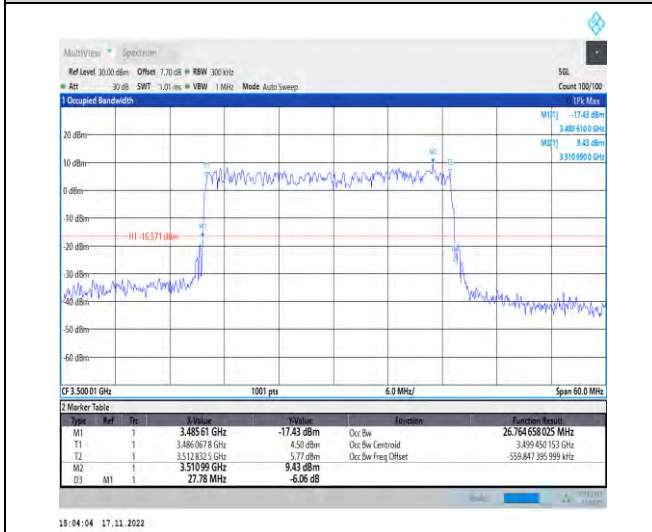 MultiView Spectrum
Ref Level 30.00 dBm Offset 7.70 dB RBW 300 kHz SGL
Att 30 dB SWT 1.01 ms VBW 1 MHz Mode Auto Sweep Count 100/100
1 Occupied Bandwidth 1Pk Max
M1[1] -17.43 dBm
3.485 610 0 GHz
M2[1] 9.43 dBm
3.510 990 0 GHz
20 dBm
M2
T1 T2
10 dBm
0 dBm
-10 dBm
M1
H1 -16.571 dBm
-30 dBm
-40 dBm
-50 dBm
-60 dBm
CF 3.500 01 GHz 1001 pts 6.0 MHz/ Span 60.0 MHz
2 Marker Table
Type Ref Trc X-Value Y-Value Function Function Result
M1 1 3.485 61 GHz -17.43 dBm Occ Bw 26.764 658 025 MHz
T1 1 3.486 067 8 GHz 4.50 dBm Occ Bw Centroid 3.499 450 153 GHz
T2 1 3.512 832 5 GHz 5.77 dBm Occ Bw Freq Offset -559.847 395 999 kHz
M2 1 3.510 99 GHz 9.43 dBm
D3 M1 1 27.78 MHz -6.06 dB
15:04:04 17.11.2022